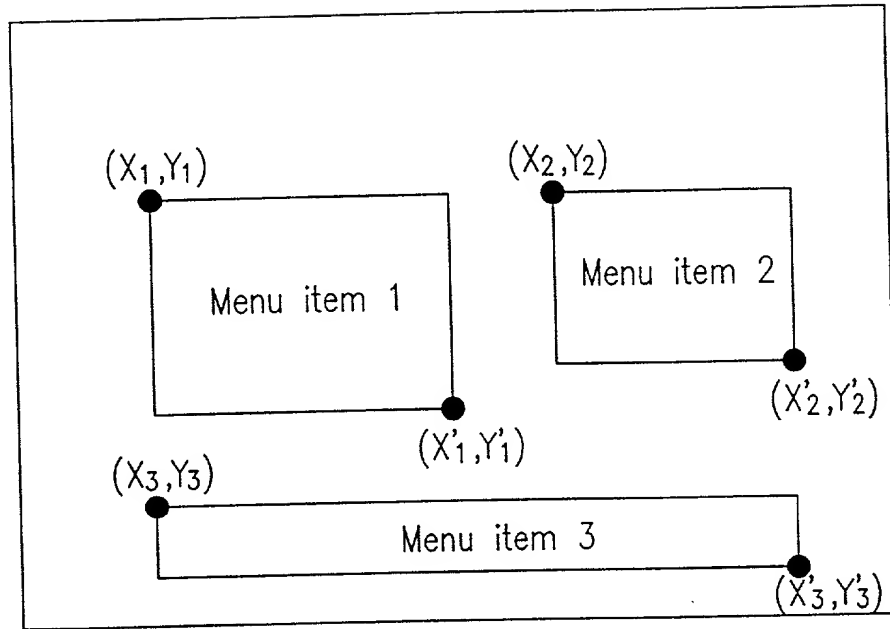 (X₁,Y₁)
(X₂,Y₂)
Menu item 1
Menu item 2
(X'₂,Y'₂)
(X'₁,Y'₁)
(X₃,Y₃)
Menu item 3
(X'₃,Y'₃)